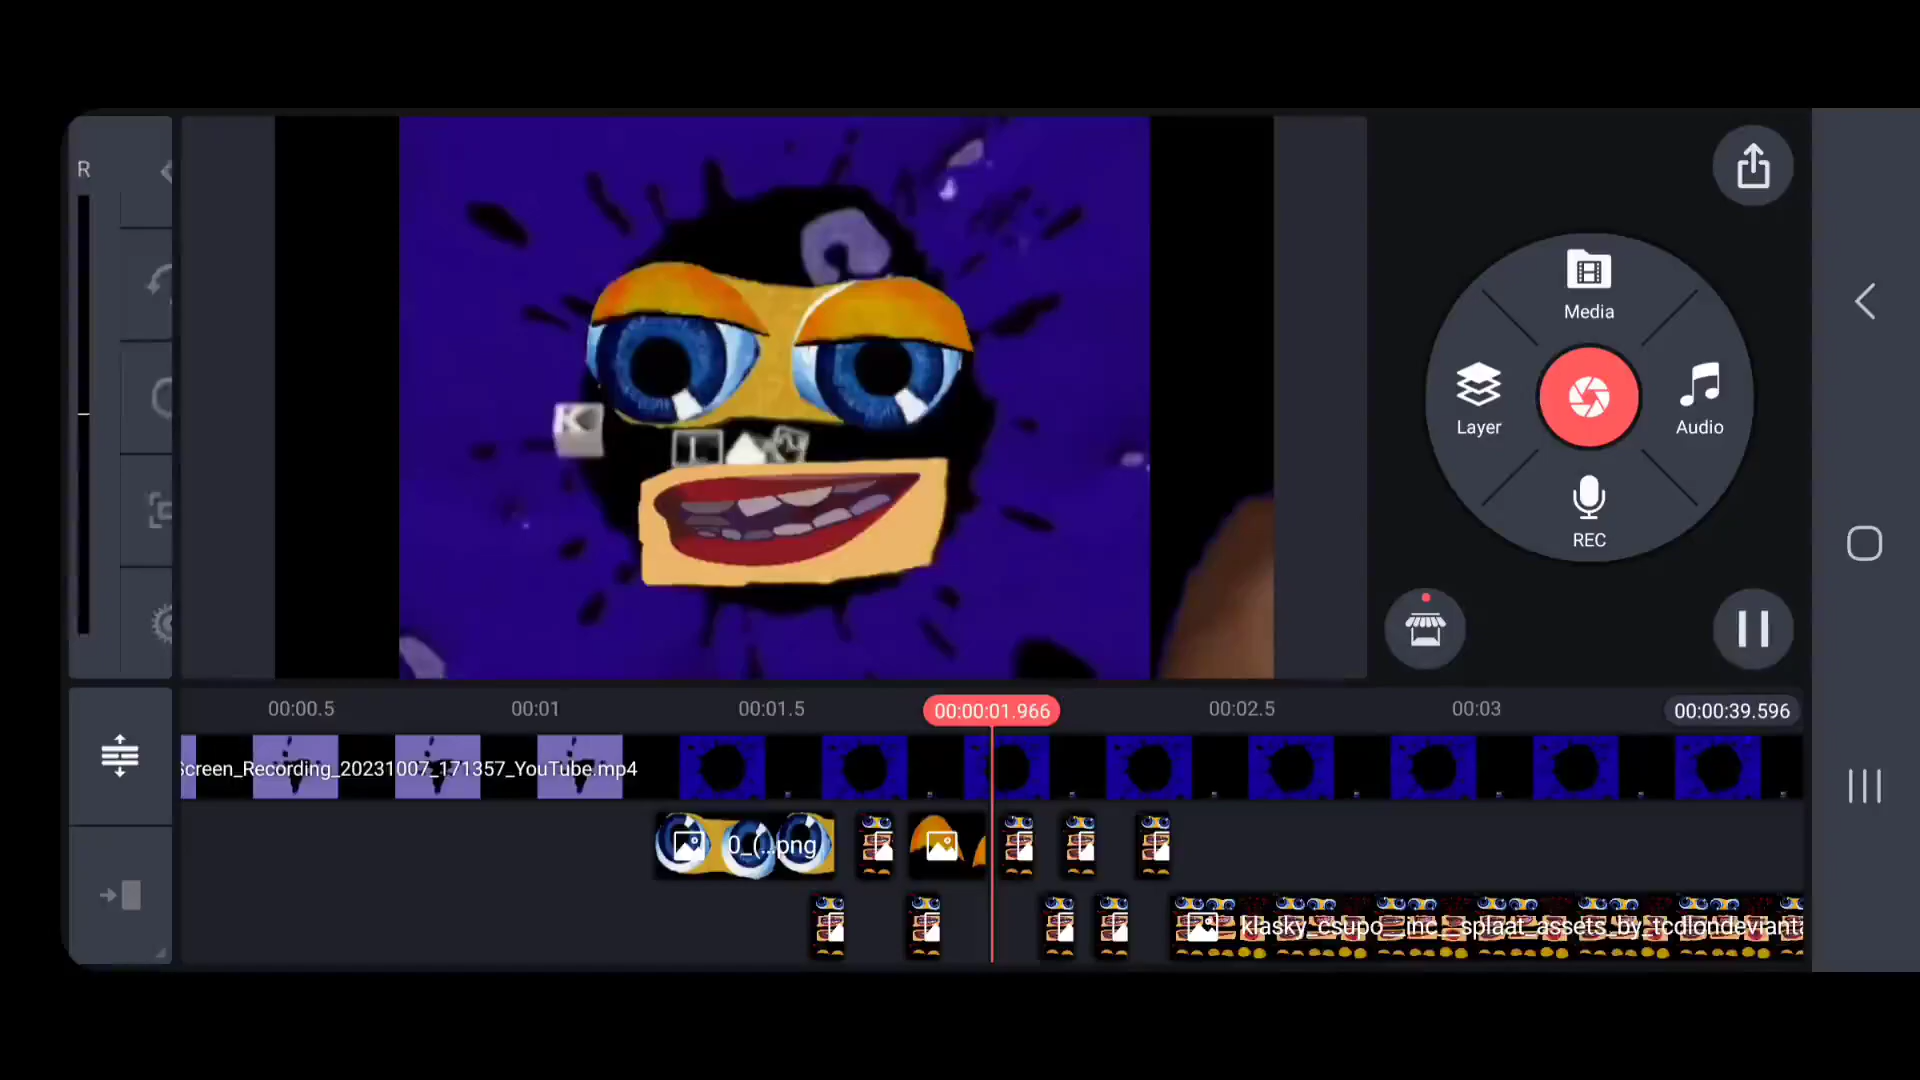 R
K
L
Media
Layer
Audio
REC
00:00.5
00:01
00:01.5
00:00:01.966
00:02.5
00:03
00:00:39.596
Screen_Recording_20231007_171357_YouTube.mp4
0_(...png
klasky_csupo__inc__splaat_assets_by_tcdlondevianta